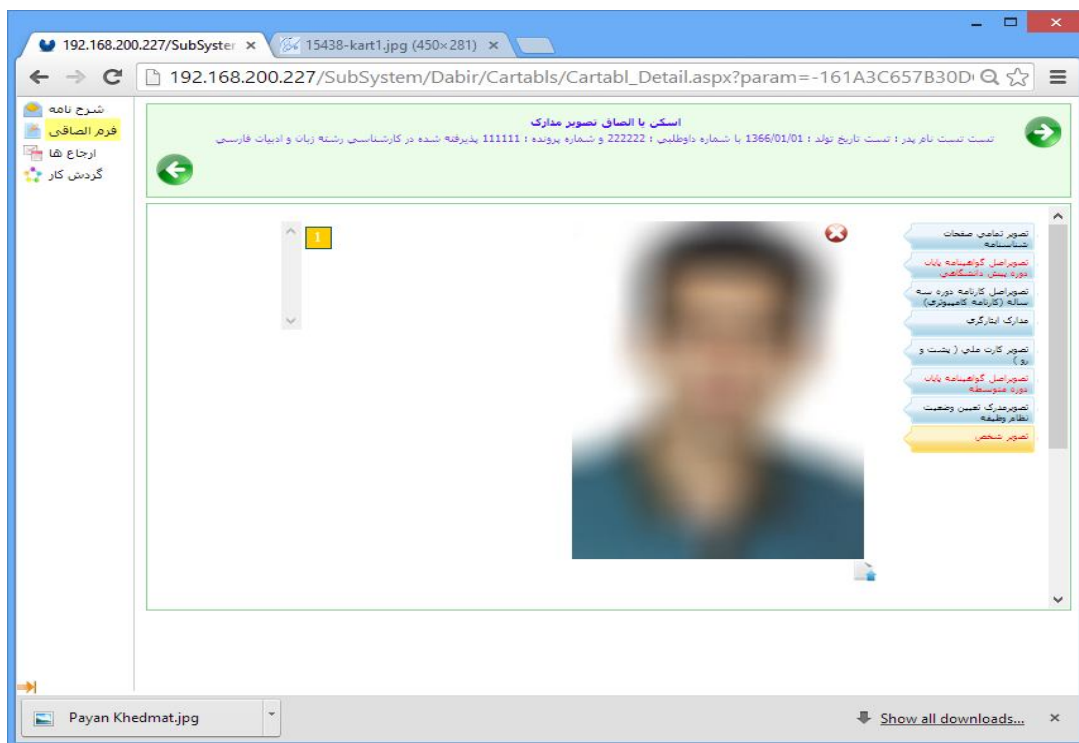 192.168.200.227/SubSyster
15438-kart1.jpg (450×281)
192.168.200.227/SubSystem/Dabir/Cartabls/Cartabl_Detail.aspx?param=-161A3C657B30D
شرح نامه
فرم الصاقی
ارجاع ها
گردش کار
اسکن یا الصاق تصویر مدارک
تست تست نام پدر : تست تاریخ تولد : 1366/01/01 با شماره داوطلبی : 222222 و شماره پرونده : 111111 پذیرفته شده در کارشناسی رشته زبان و ادبیات فارسی
1
تصویر تمامی صفحات
شناسنامه
تصویراصل گواهینامه پایان
دوره پیش دانشگاهی
تصویراصل کارنامه دوره سه
ساله (کارنامه کامپیوتری)
مدارک ایثارگری
تصویر کارت ملی ( پشت و
رو )
تصویراصل گواهینامه پایان
دوره متوسطه
تصویرمدرک تعیین وضعیت
نظام وظیفه
تصویر شخص
Payan Khedmat.jpg
Show all downloads...